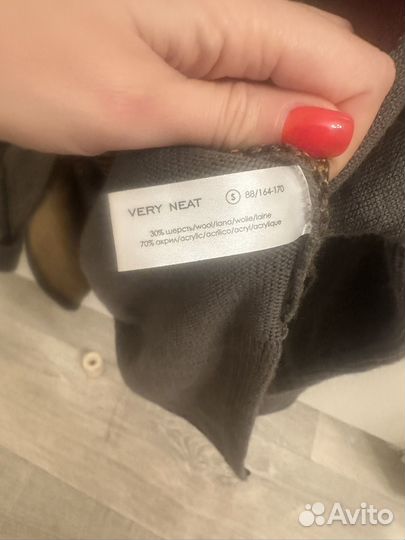 VERY NEAT S 88/164-170
30% шерсть/wool/lana/wolle/laine
70% акрил/acrylic/acrilico/acryl/acrylique
Avito